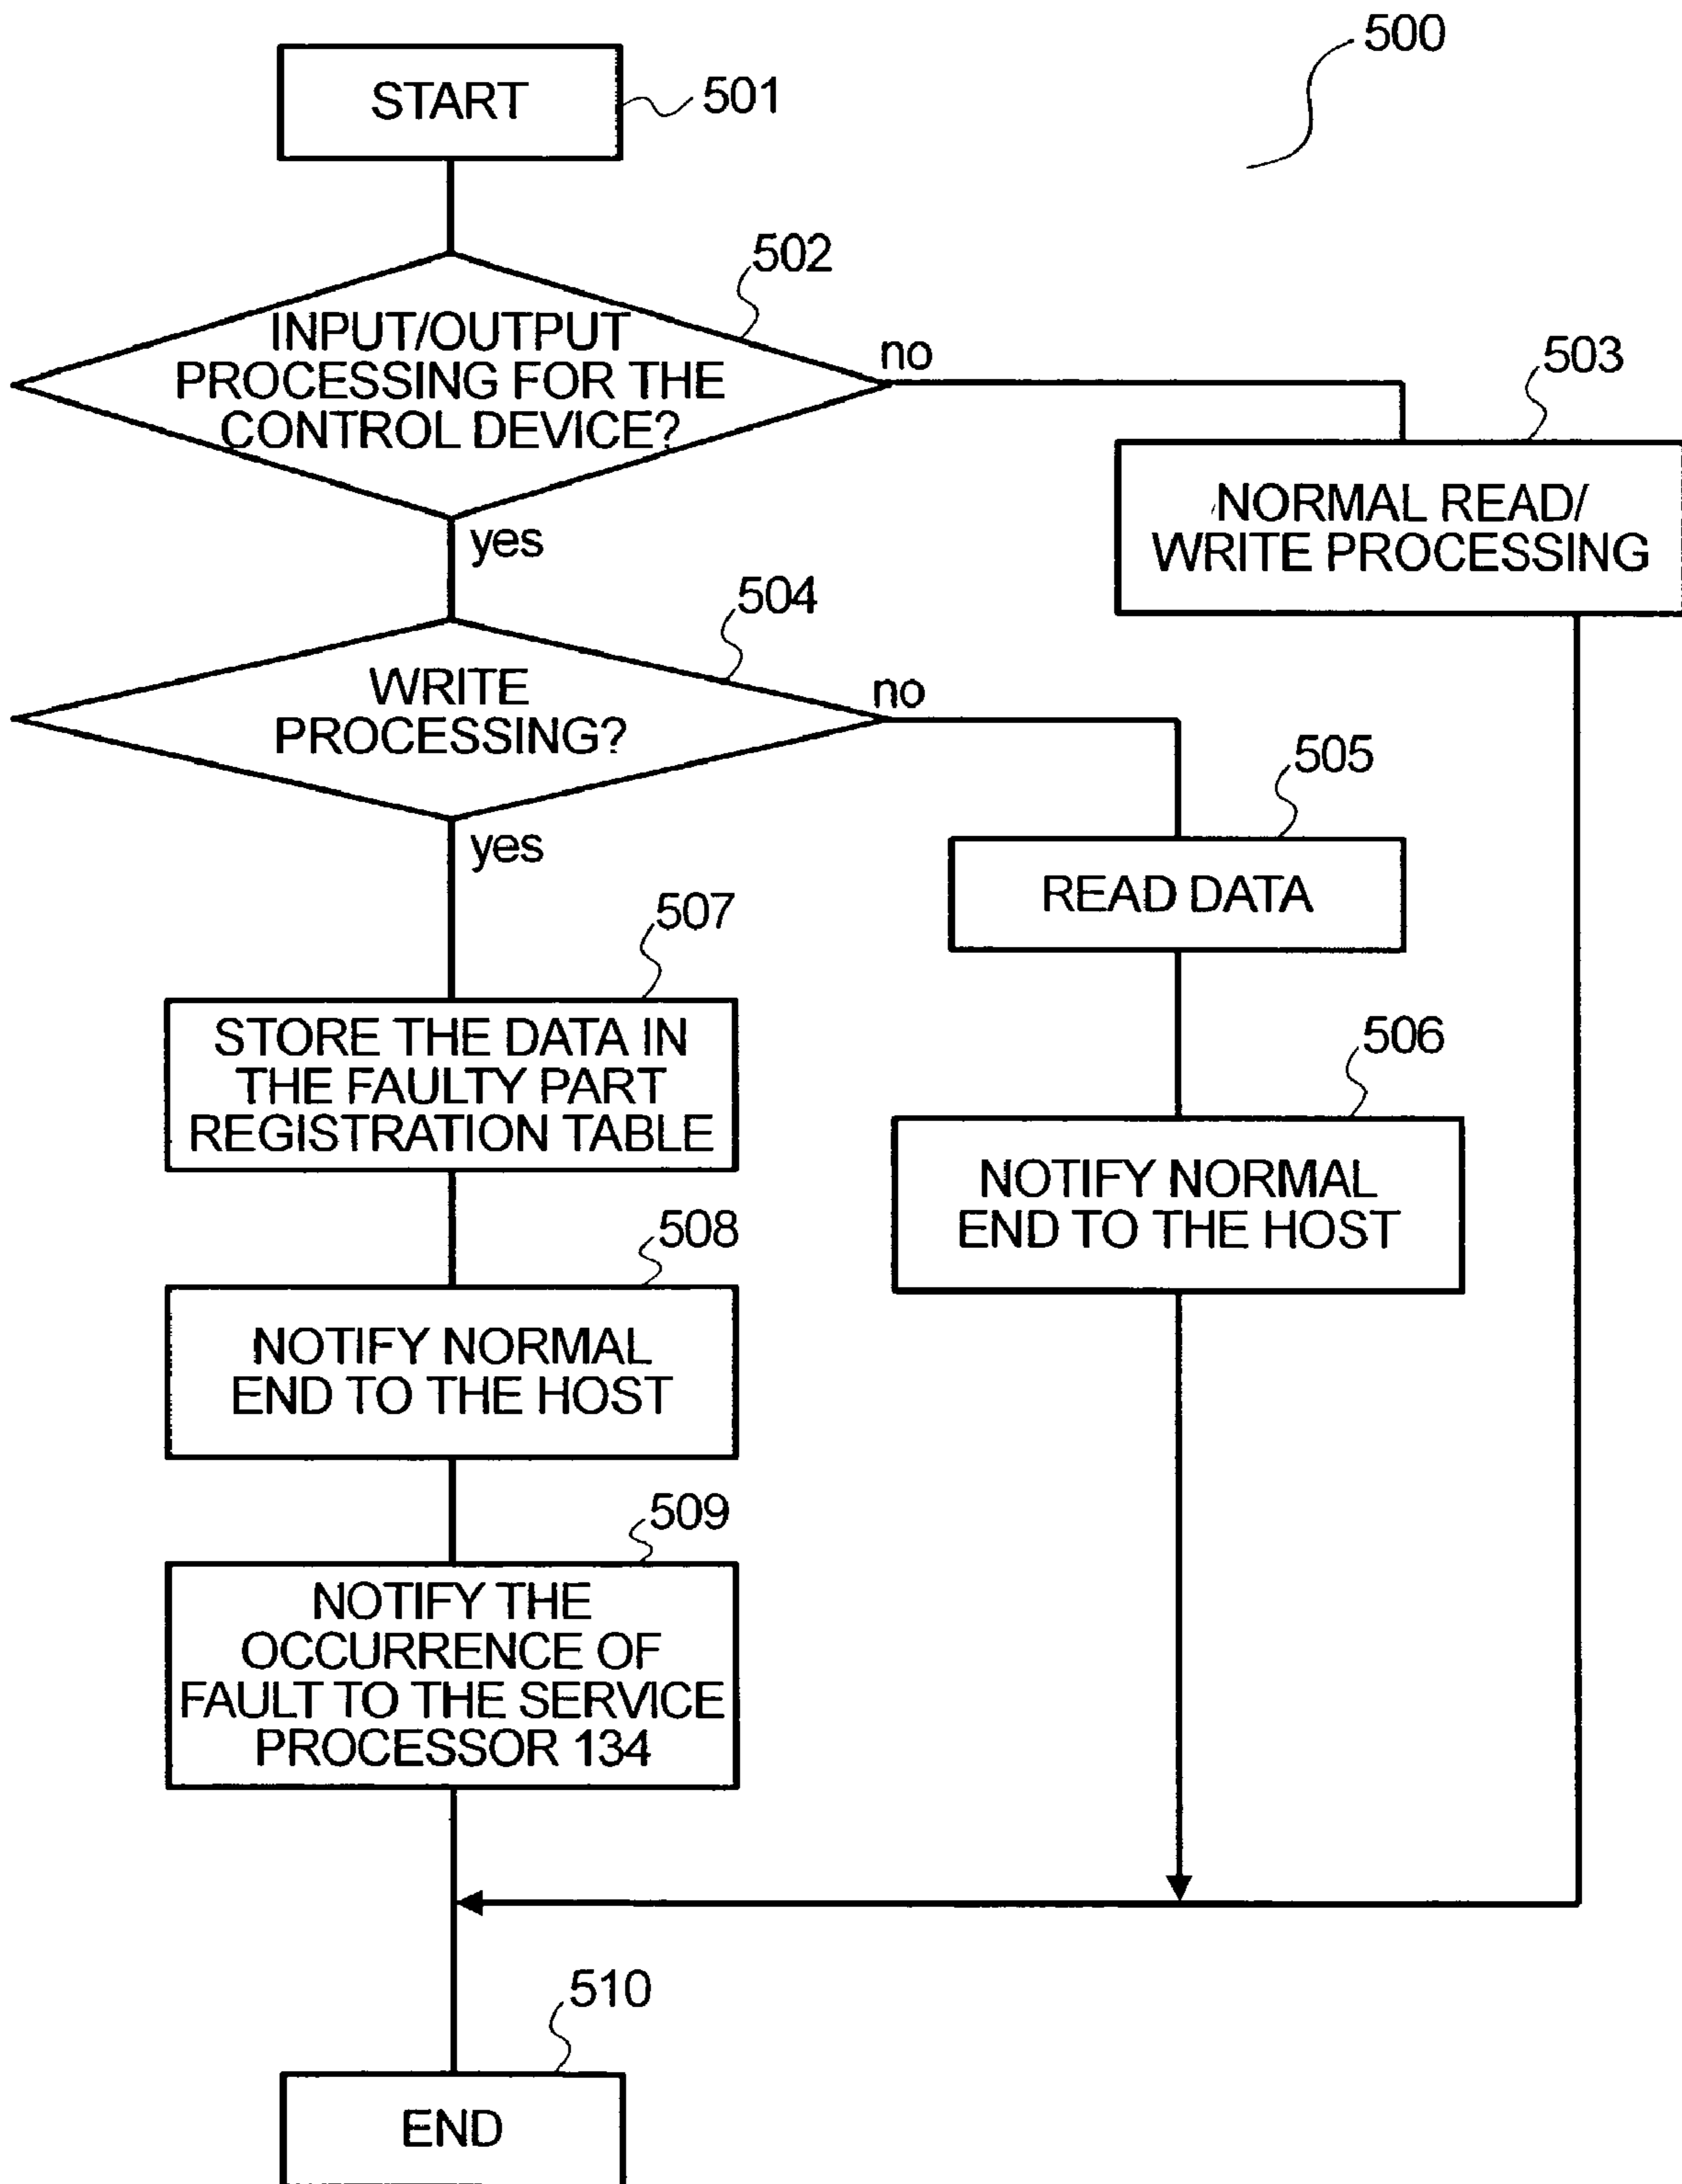 500
START
501
502
INPUT/OUTPUT
PROCESSING FOR THE
CONTROL DEVICE?
no
503
NORMAL READ/
WRITE PROCESSING
yes
504
WRITE
PROCESSING?
no
505
READ DATA
yes
507
STORE THE DATA IN
THE FAULTY PART
REGISTRATION TABLE
506
NOTIFY NORMAL
END TO THE HOST
508
NOTIFY NORMAL
END TO THE HOST
509
NOTIFY THE
OCCURRENCE OF
FAULT TO THE SERVICE
PROCESSOR 134
510
END